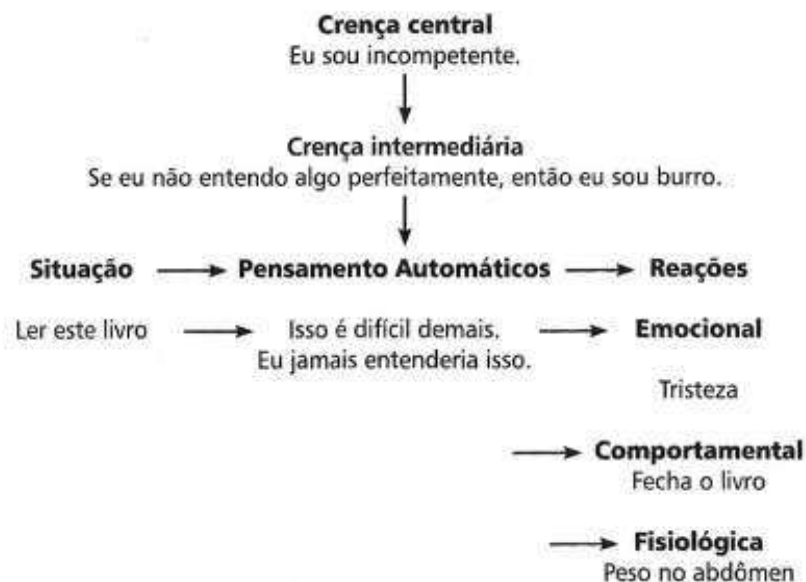 Crença central
Eu sou incompetente.
Crença intermediária
Se eu não entendo algo perfeitamente, então eu sou burro.
Situação Pensamento Automáticos Reações
Ler este livro Isso é difícil demais. Emocional
Eu jamais entenderia isso.
Tristeza
Comportamental
Fecha o livro
Fisiológica
Peso no abdômen